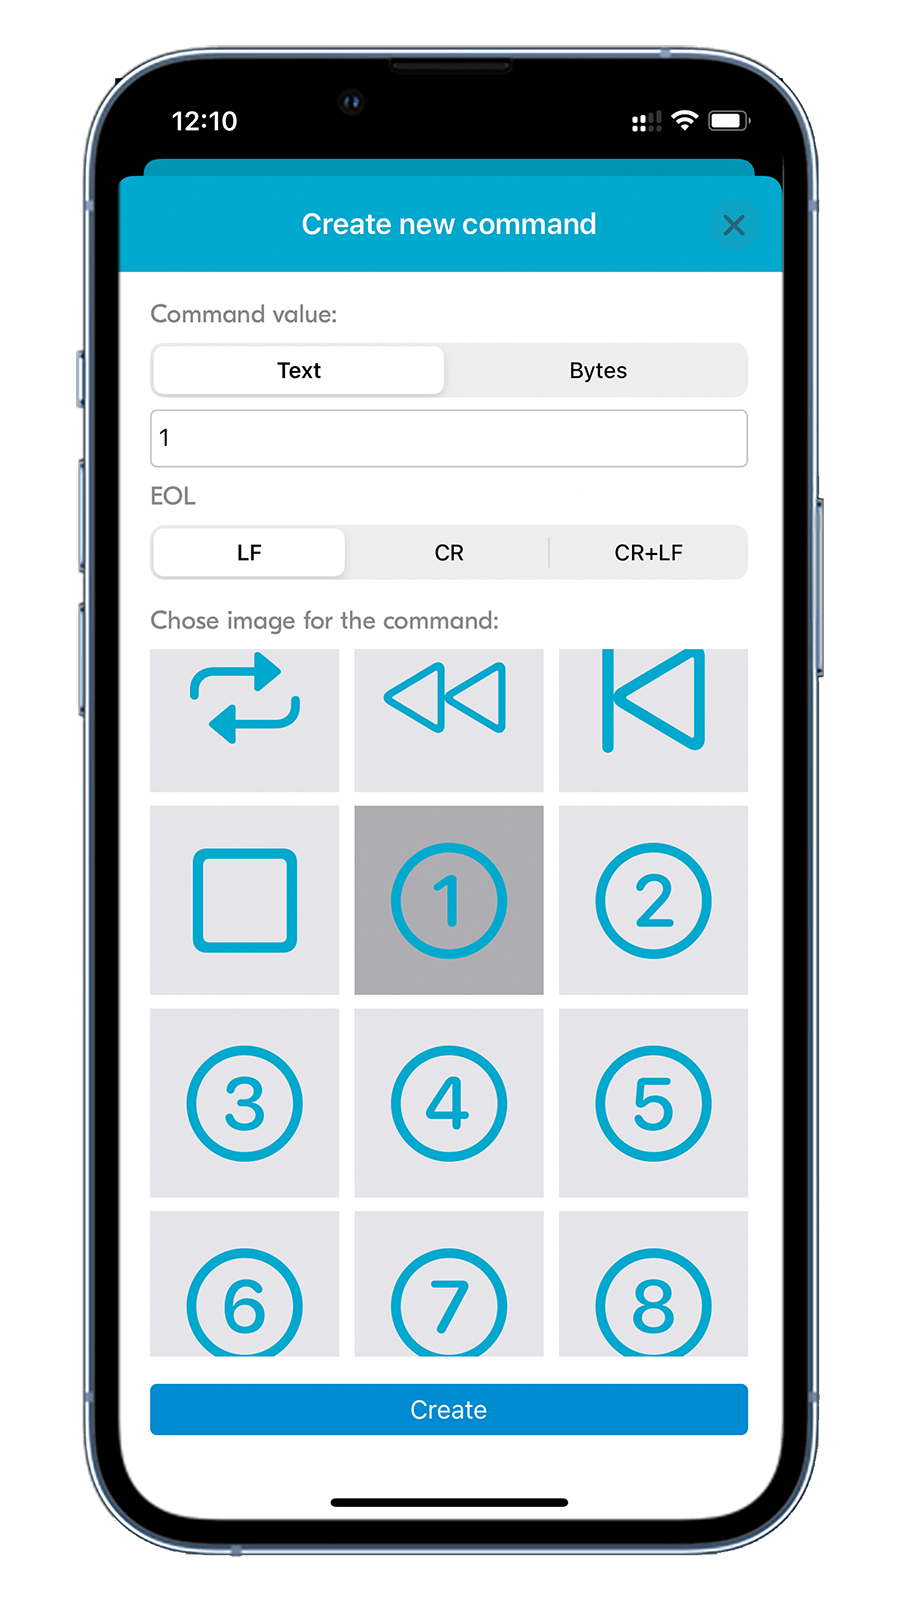 12:10
Create new command
Command value:
Text Bytes
1
EOL
LF CR CR+LF
Chose image for the command:
1 2
3 4 5
6 7 8
Create